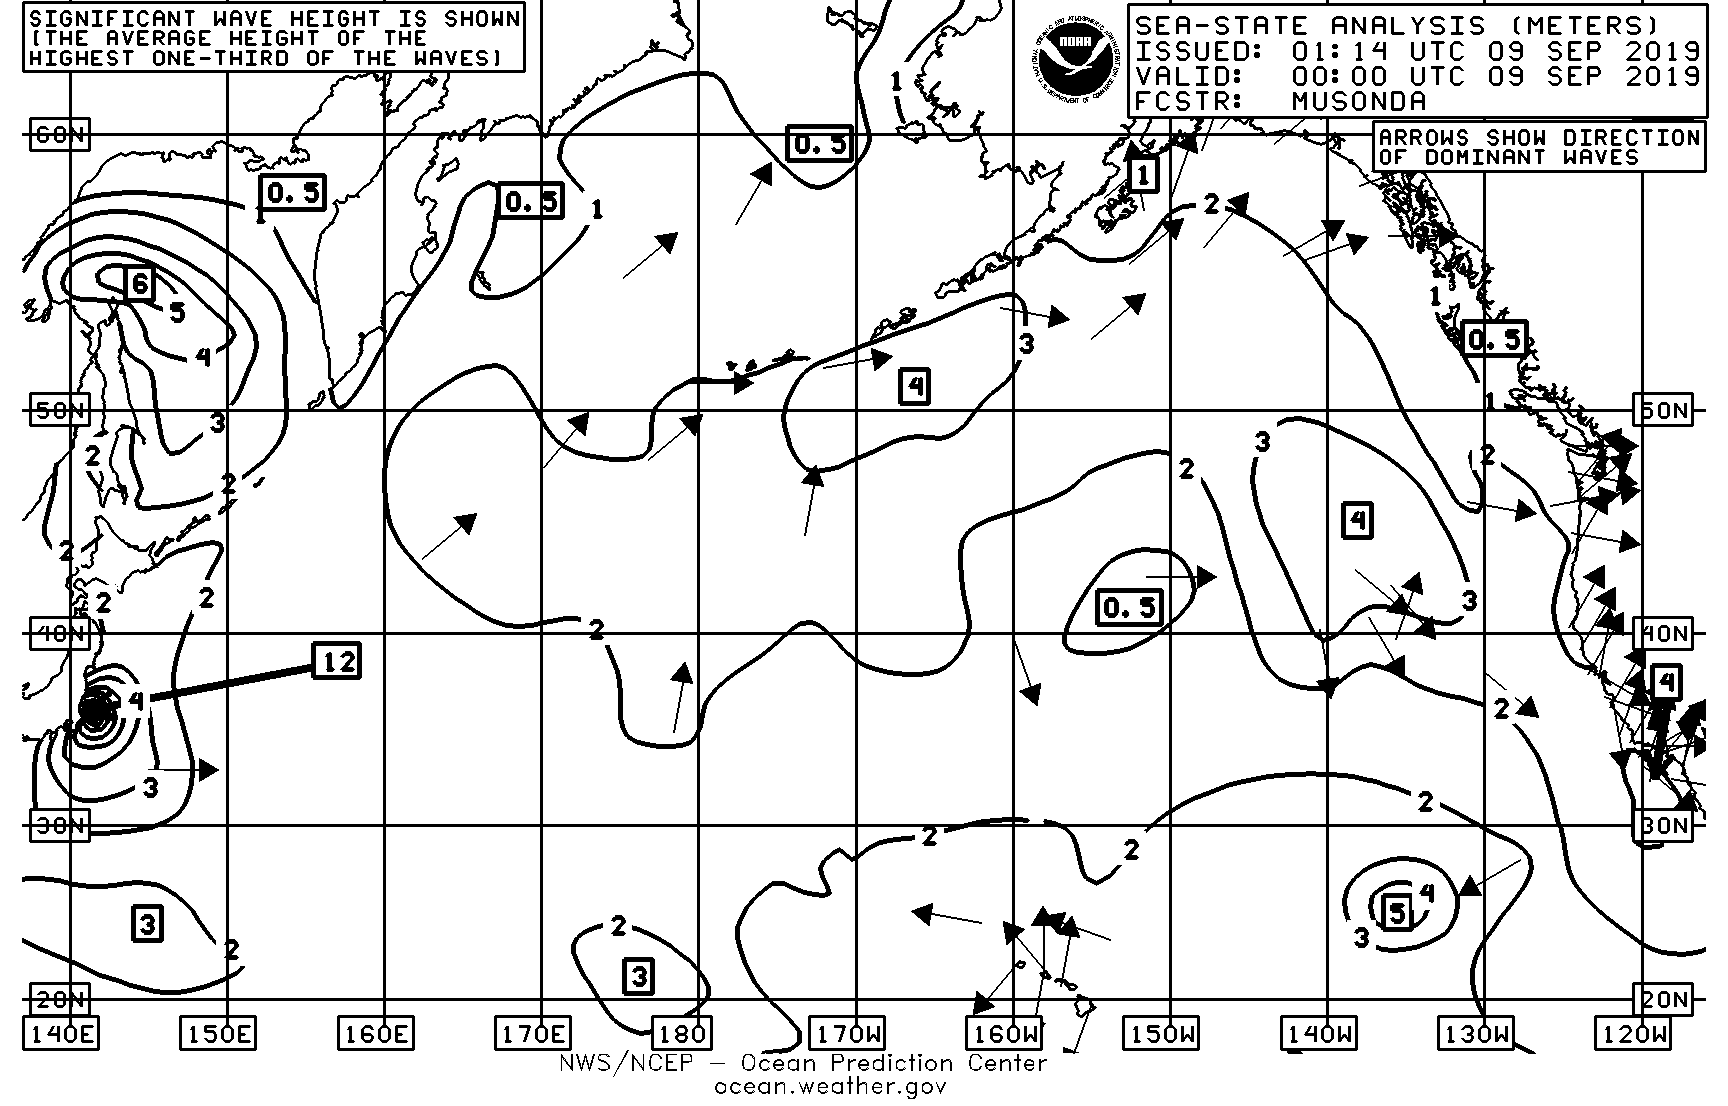 SIGNIFICANT WAVE HEIGHT IS SHOWN
(THE AVERAGE HEIGHT OF THE
HIGHEST ONE-THIRD OF THE WAVES)
NOAA
SEA-STATE ANALYSIS (METERS)
ISSUED: 01:14 UTC 09 SEP 2019
VALID: 00:00 UTC 09 SEP 2019
FCSTR: MUSONDA
ARROWS SHOW DIRECTION
OF DOMINANT WAVES
1
60N
0.5
1
0.5
0.5
1
1
2
6
5
1
4
3
0.5
3
4
50N
1
50N
3
3
2
2
2
2
4
2
2
2
0.5
3
40N
2
40N
12
4
4
2
3
2
30N
2
2
30N
4
3
5
2
2
3
3
20N
20N
140E
150E
160E
170E
180
170W
160W
150W
140W
130W
120W
NWS/NCEP – Ocean Prediction Center
ocean.weather.gov